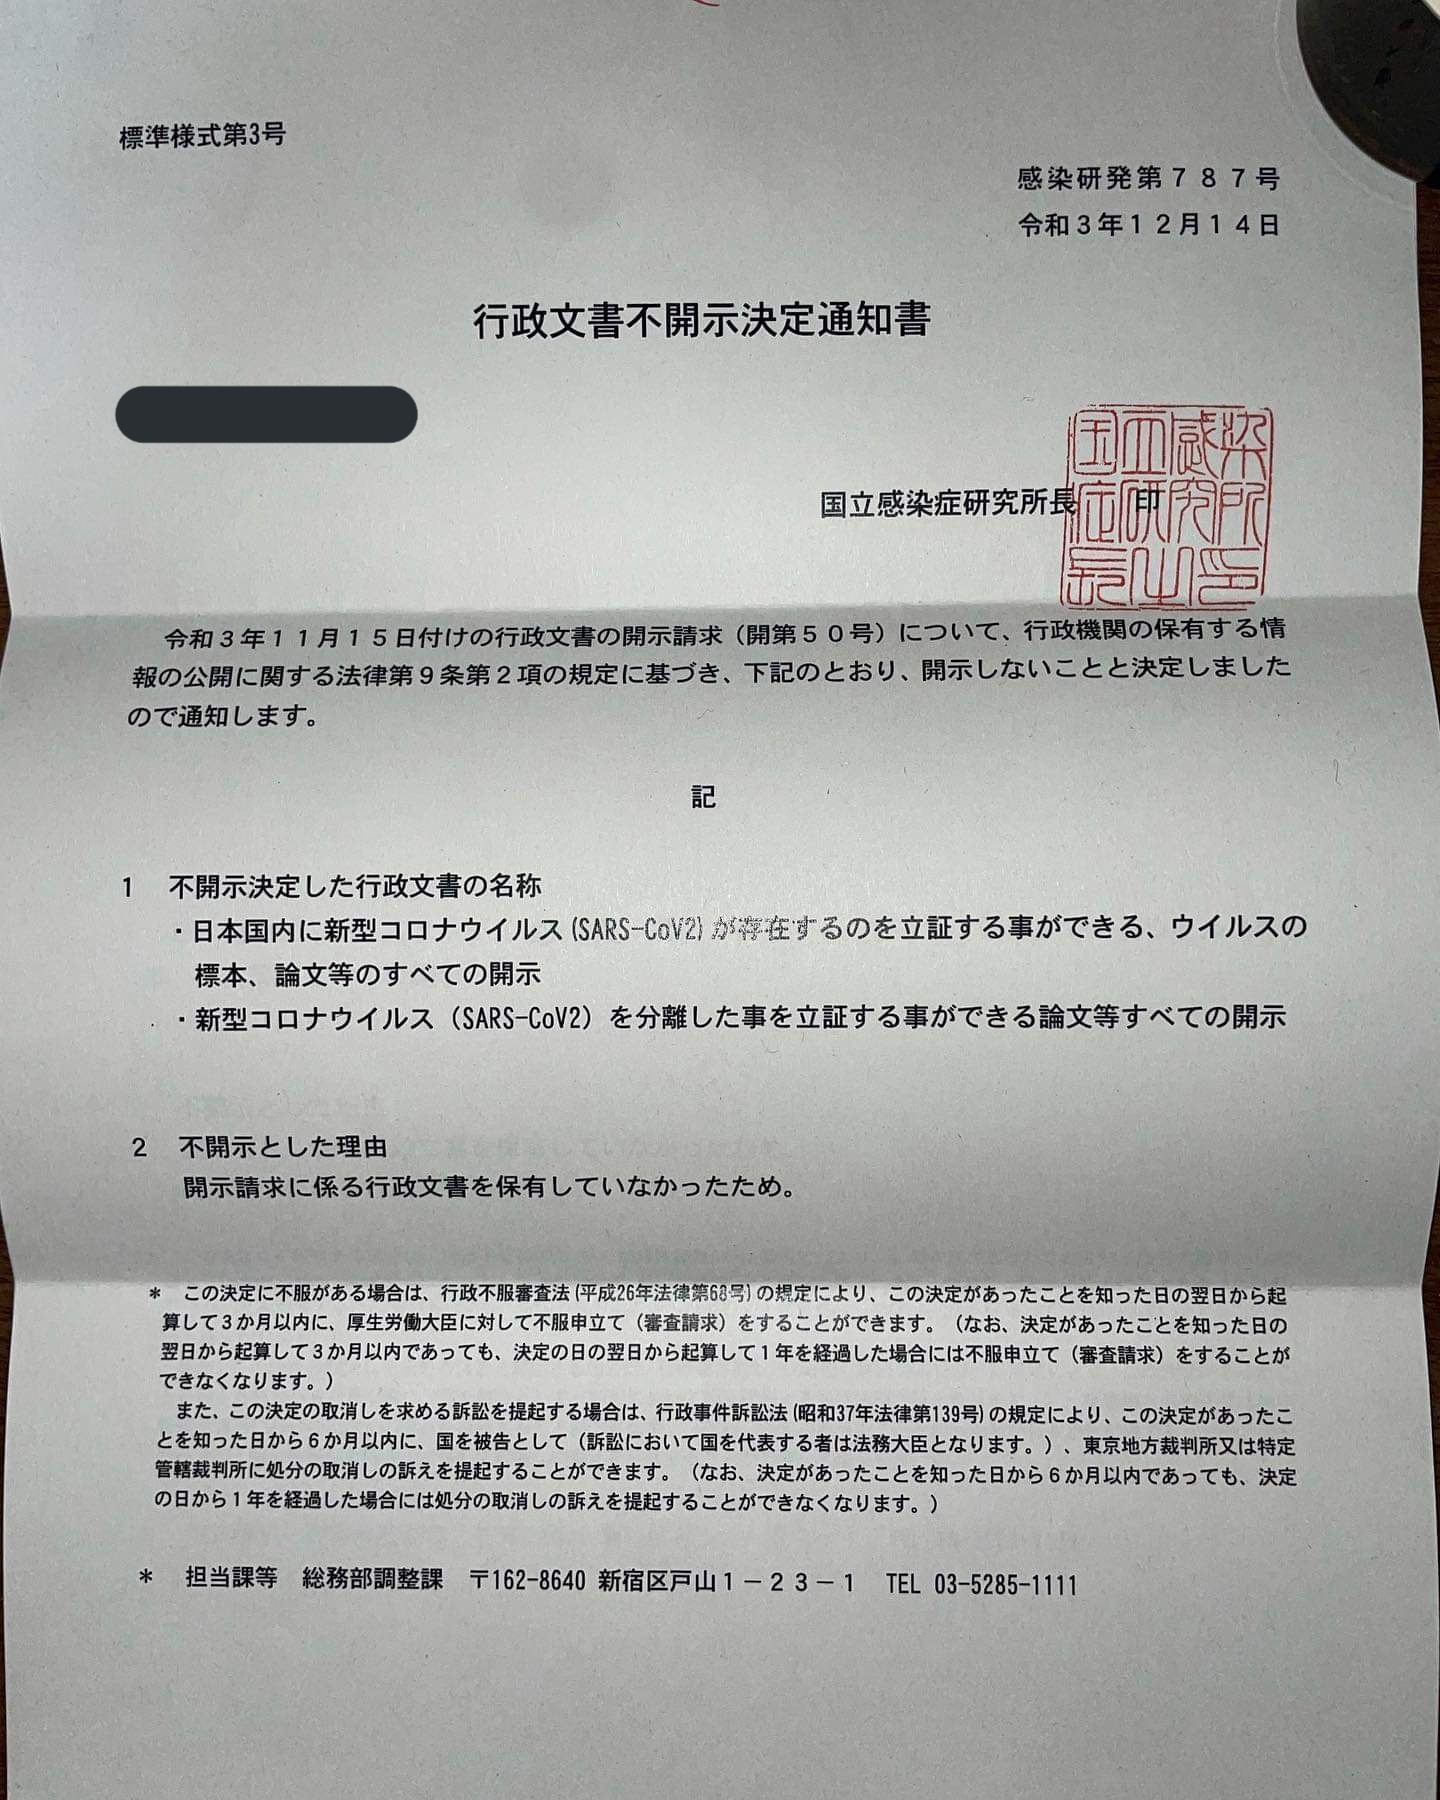 標準様式第3号
感染研発第７８７号
令和３年１２月１４日
行政文書不開示決定通知書
国立感染症研究所長　印
令和３年１１月１５日付けの行政文書の開示請求（開第５０号）について、行政機関の保有する情
報の公開に関する法律第９条第２項の規定に基づき、下記のとおり、開示しないことと決定しました
ので通知します。
記
1　不開示決定した行政文書の名称
・日本国内に新型コロナウイルス(SARS-CoV2)が存在するのを立証する事ができる、ウイルスの
標本、論文等のすべての開示
・新型コロナウイルス（SARS-CoV2）を分離した事を立証する事ができる論文等すべての開示
2　不開示とした理由
開示請求に係る行政文書を保有していなかったため。
＊　この決定に不服がある場合は、行政不服審査法(平成26年法律第68号)の規定により、この決定があったことを知った日の翌日から起
算して３か月以内に、厚生労働大臣に対して不服申立て（審査請求）をすることができます。（なお、決定があったことを知った日の
翌日から起算して３か月以内であっても、決定の日の翌日から起算して１年を経過した場合には不服申立て（審査請求）をすることが
できなくなります。）
また、この決定の取消しを求める訴訟を提起する場合は、行政事件訴訟法(昭和37年法律第139号)の規定により、この決定があったこ
とを知った日から６か月以内に、国を被告として（訴訟において国を代表する者は法務大臣となります。）、東京地方裁判所又は特定
管轄裁判所に処分の取消しの訴えを提起することができます。（なお、決定があったことを知った日から６か月以内であっても、決定
の日から１年を経過した場合には処分の取消しの訴えを提起することができなくなります。）
＊　担当課等　総務部調整課　〒162-8640 新宿区戸山１－２３－１　TEL 03-5285-1111
国立感染
症研究所
長之印